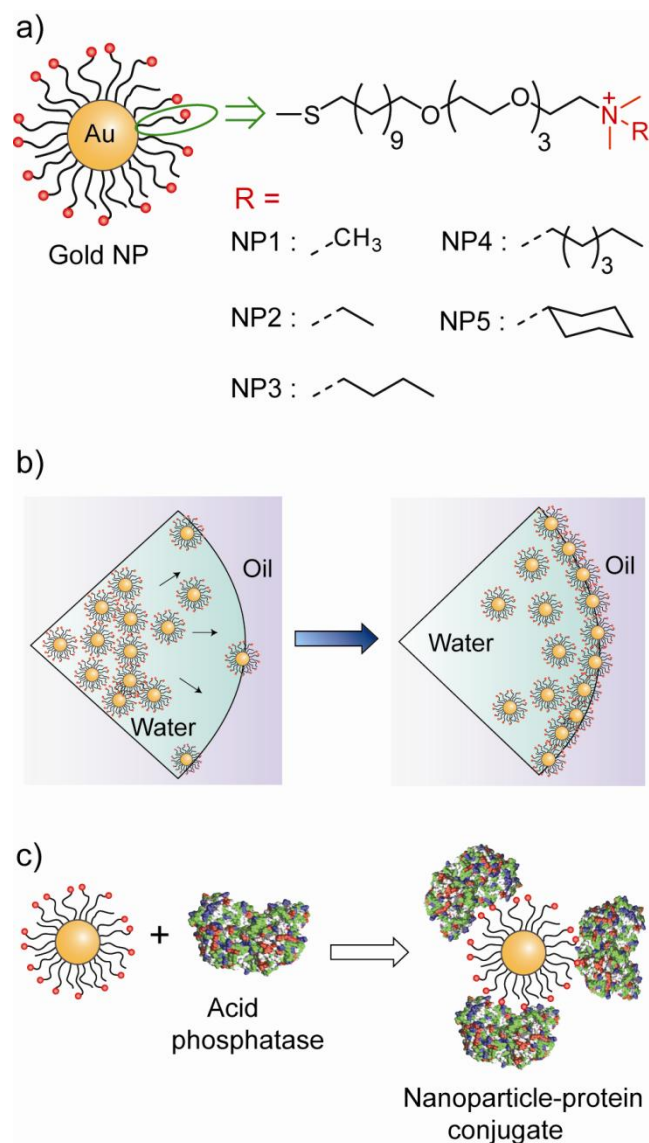 a)
Au
Gold NP
S
9
O
O
3
N
+
R
R =
NP1 :
CH₃
NP4 :
3
NP2 :
NP5 :
NP3 :
b)
Oil
Water
Oil
Water
c)
+
Acid
phosphatase
Nanoparticle-protein
conjugate